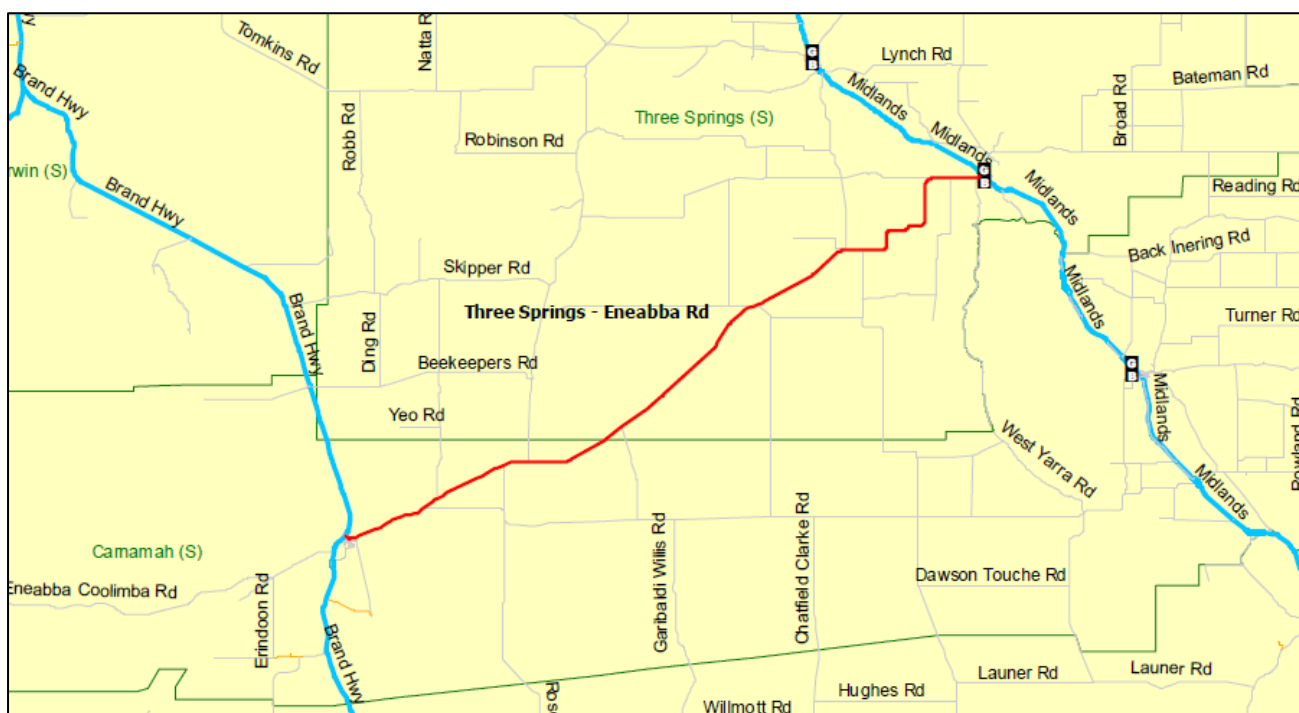 Tomkins Rd
Natta R
Lynch Rd
Bateman Rd
Broad Rd
Brand Hwy
Midlands
Three Springs (S)
Robb Rd
Robinson Rd
Midlands
rwin (S)
Brand Hwy
Midlands
Reading Rd
Back Inering Rd
Skipper Rd
Midlands
Brand Hwy
Three Springs - Eneabba Rd
Turner Rd
Ding Rd
Beekeepers Rd
Midlands
Yeo Rd
West Yarra Rd
Midlands
Carnamah (S)
Garibaldi Willis Rd
Chatfield Clarke Rd
Dawson Touche Rd
Eneabba Coolimba Rd
Erindoon Rd
Brand Hwy
Launer Rd
Launer Rd
Hughes Rd
Willmott Rd